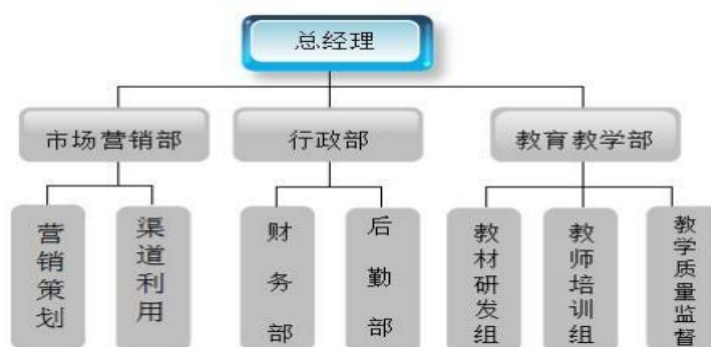 总经理
市场营销部
行政部
教育教学部
营销策划
渠道利用
财务部
后勤部
教材研发组
教师培训组
教学质量监督